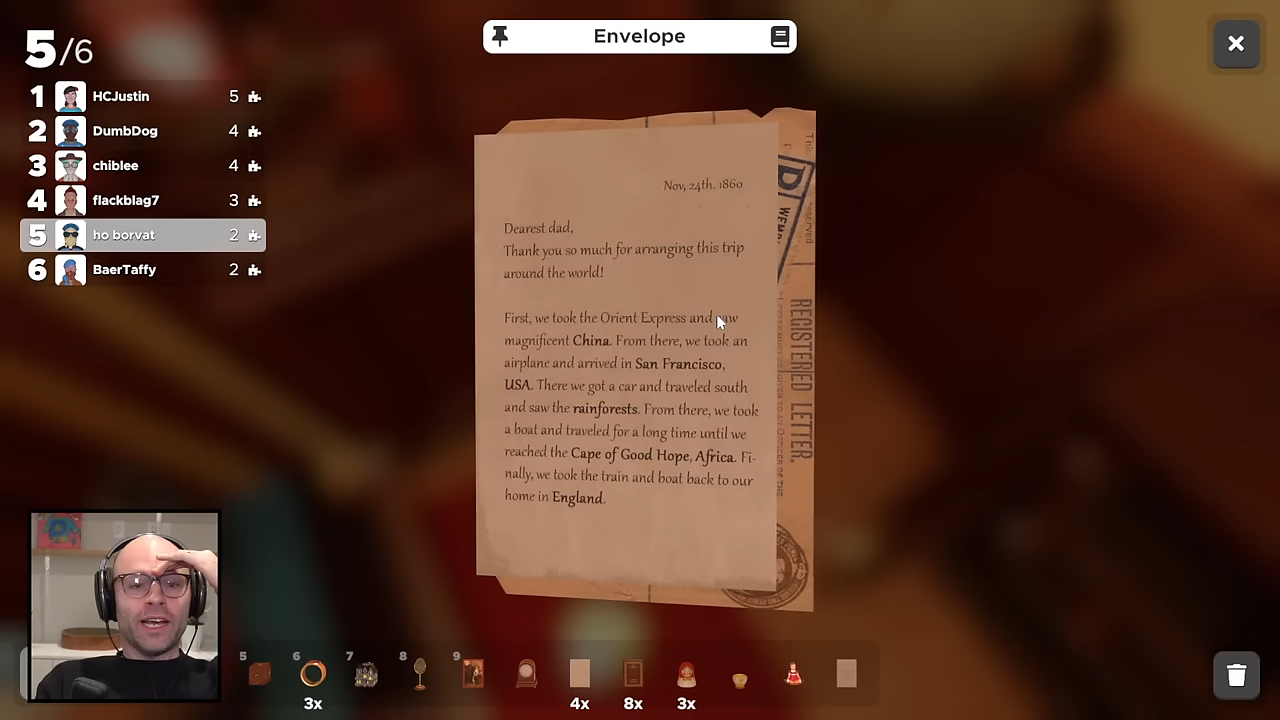 Envelope
5/6
1 HCJustin 5
2 DumbDog 4
3 chiblee 4
4 flackblag7 3
5 ho borvat 2
6 BaerTaffy 2
Nov, 24th. 1860
Dearest dad,
Thank you so much for arranging this trip
around the world!
First, we took the Orient Express and saw
magnificent China. From there, we took an
airplane and arrived in San Francisco,
USA. There we got a car and traveled south
and saw the rainforests. From there, we took
a boat and traveled for a long time until we
reached the Cape of Good Hope, Africa. Fi-
nally, we took the train and boat back to our
home in England.
REGISTERED LETTER.
5 6 7 8 9
3x 4x 8x 3x